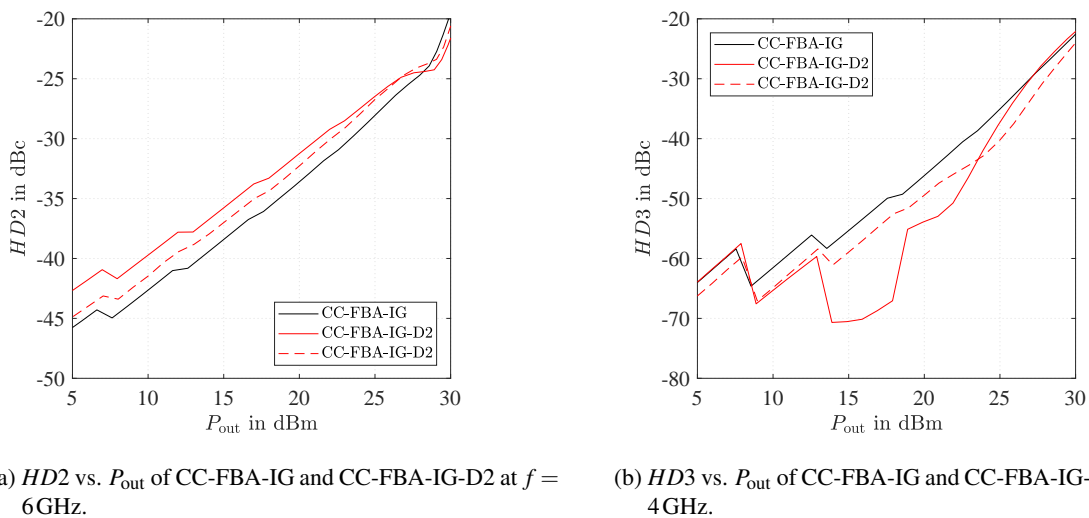 -20
-25
-30
-35
-40
-45
-50
HD2 in dBc
5 10 15 20 25 30
P_out in dBm
CC-FBA-IG
CC-FBA-IG-D2
CC-FBA-IG-D2
-20
-30
-40
-50
-60
-70
-80
HD3 in dBc
5 10 15 20 25 30
P_out in dBm
CC-FBA-IG
CC-FBA-IG-D2
CC-FBA-IG-D2
) HD2 vs. P_out of CC-FBA-IG and CC-FBA-IG-D2 at f =
6 GHz.
(b) HD3 vs. P_out of CC-FBA-IG and CC-FBA-IG-
4 GHz.